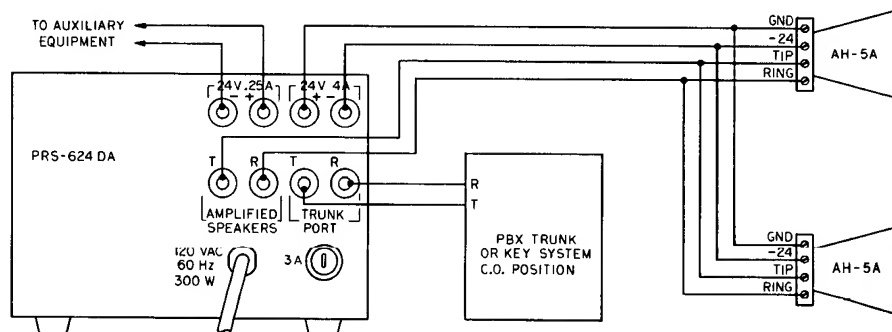 TO AUXILIARY
EQUIPMENT
24V .25A
- +
24V 4A
+ -
PRS-624 DA
T R T R
AMPLIFIED
SPEAKERS
TRUNK
PORT
120 VAC
60 Hz
300 W
3A
R
T
PBX TRUNK
OR KEY SYSTEM
C.O. POSITION
GND
-24
TIP
RING
AH-5A
GND
-24
TIP
RING
AH-5A